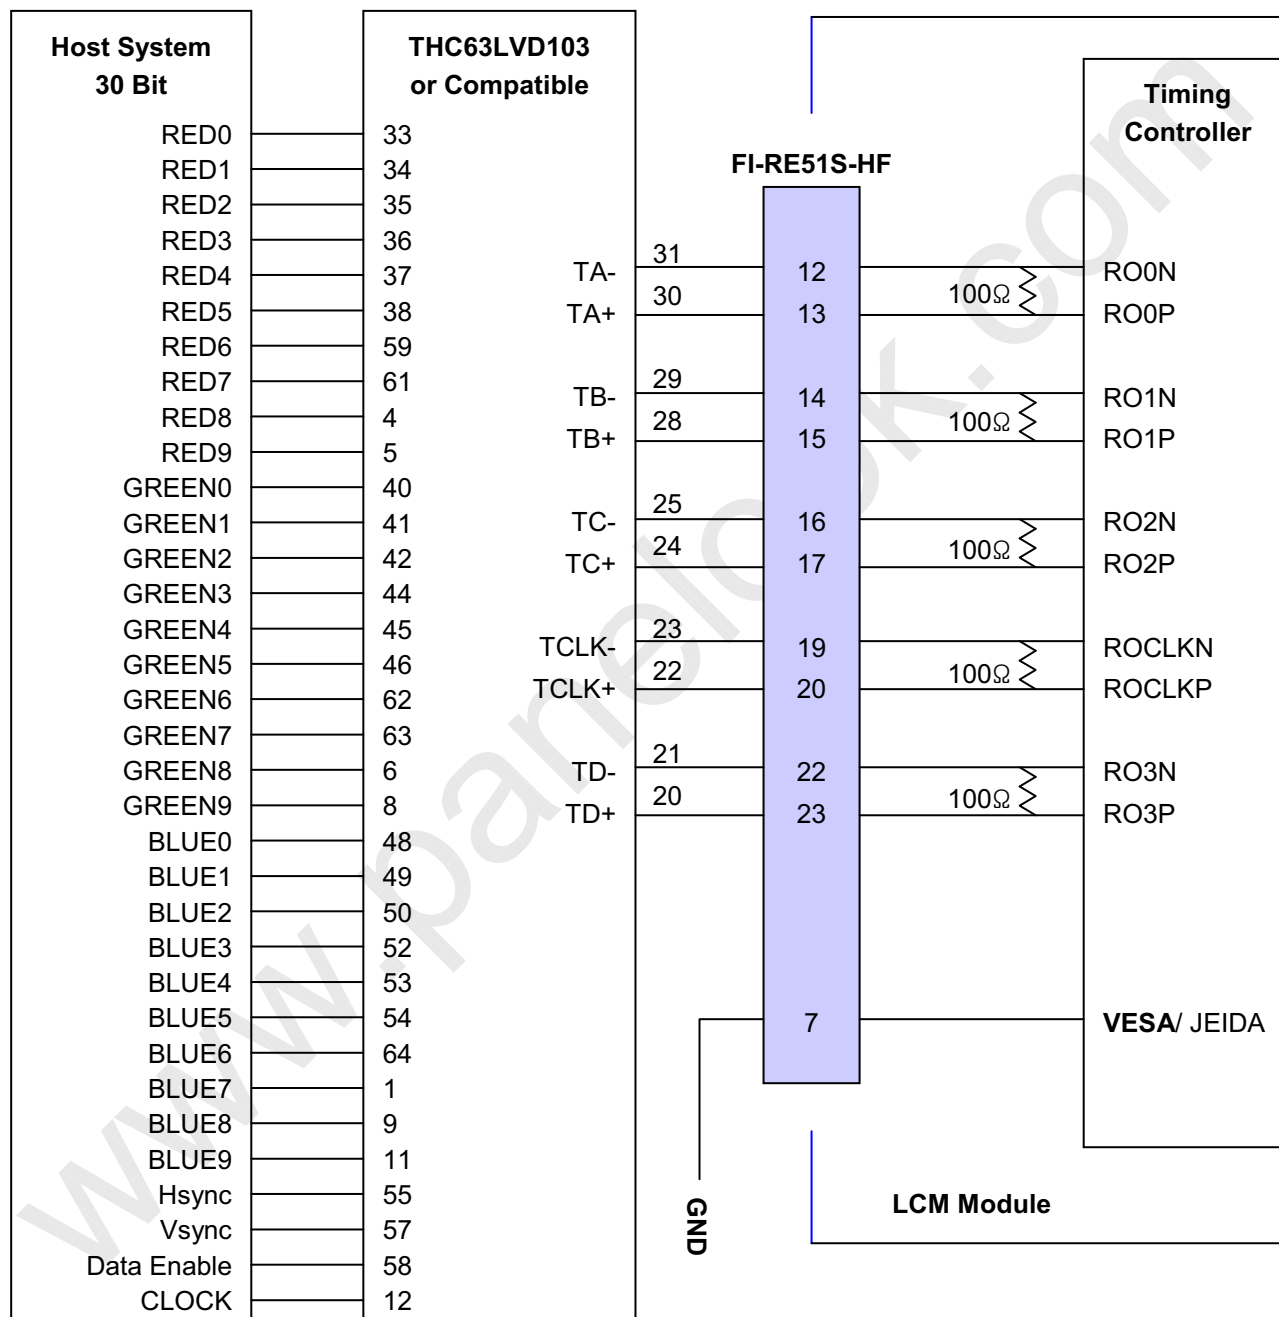 Host System
30 Bit
THC63LVD103
or Compatible
Timing
Controller
FI-RE51S-HF
RED0 33
RED1 34
RED2 35
RED3 36
RED4 37
RED5 38
RED6 59
RED7 61
RED8 4
RED9 5
GREEN0 40
GREEN1 41
GREEN2 42
GREEN3 44
GREEN4 45
GREEN5 46
GREEN6 62
GREEN7 63
GREEN8 6
GREEN9 8
BLUE0 48
BLUE1 49
BLUE2 50
BLUE3 52
BLUE4 53
BLUE5 54
BLUE6 64
BLUE7 1
BLUE8 9
BLUE9 11
Hsync 55
Vsync 57
Data Enable 58
CLOCK 12
TA- 31 12 RO0N
100Ω
TA+ 30 13 RO0P
TB- 29 14 RO1N
100Ω
TB+ 28 15 RO1P
TC- 25 16 RO2N
100Ω
TC+ 24 17 RO2P
TCLK- 23 19 ROCLKN
100Ω
TCLK+ 22 20 ROCLKP
TD- 21 22 RO3N
100Ω
TD+ 20 23 RO3P
7 VESA/ JEIDA
GND
LCM Module
www.panelook.com